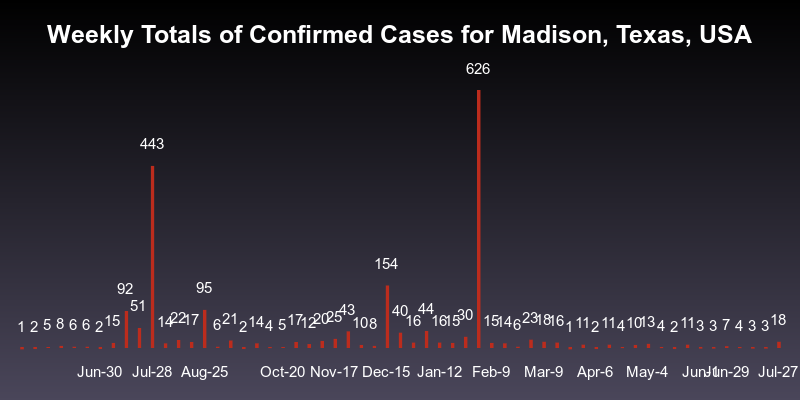 Weekly Totals of Confirmed Cases for Madison, Texas, USA
626
443
154
92 95
51 40 43 44
1 2 5 8 6 6 2 15 14 22 17 6 21 2 14 4 5 17 12 20 25 10 8 16 16 15 30 15 14 6 23 18 16 1 11 2 11 4 10 13 4 2 11 3 3 7 4 3 3 18
Jun-30 Jul-28 Aug-25 Oct-20 Nov-17 Dec-15 Jan-12 Feb-9 Mar-9 Apr-6 May-4 Jun-1 Jun-29 Jul-27